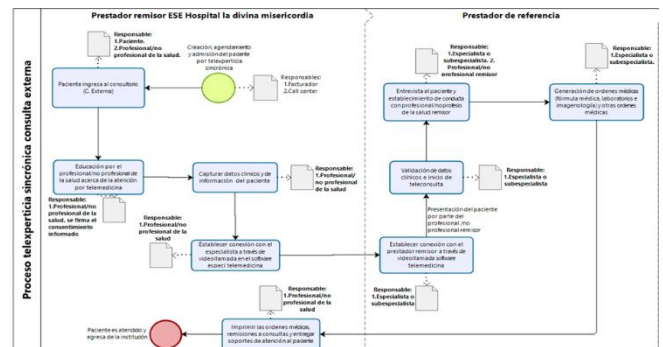 Proceso telexperticia sincrónica consulta externa
Prestador remisor ESE Hospital la divina misericordia
Prestador de referencia
Responsable:
1.Paciente.
2.Profesional/no
profesional de la salud.
Creación, agendamiento
y admisión del paciente
por telexperticia
sincrónica
Responsables:
1.Facturador
2.Call center
Paciente ingresa al consultorio
(C. Externa)
Educación por el
profesional/no profesional de
la salud acerca de la atención
por telemedicina
Responsable:
1.Profesional/no
profesional de la
salud, se firma el
consentimiento
informado
Capturar datos clínicos y de
información del paciente
Responsable:
1.Profesional/
no profesional
de la salud
Responsable:
1.Profesional/no
profesional de la
salud
Establecer conexión con el
especialista a través de
videollamada en el software
especi telemedicina
Responsable:
1.Profesional/no
profesional de
la salud
Imprimir las ordenes médicas,
remisiones a consultas y entregar
soportes de atención al paciente
Paciente es atendido y
egresa de la institución
Responsable:
1.Especialista o
subespecialista. 2.
Profesional/no
profesional remisor
Entrevista al paciente y
establecimiento de conducta
con profesional/noprofesio
de la salud remisor
Responsable:
1.Especialista o
subespecialista.
Generación de ordenes médicas
(fórmula médica, laboratorios e
imagenología) y otras ordenes
médicas
Validación de datos
clínicos e inicio de
teleconsulta
Responsable:
1.Especialista o
subespecialista
Presentación del paciente
por parte del
profesional /no
profesional remisor
Establecer conexión con el
prestador remisor a través de
videollamada software
telemedicina
Responsable:
1.Especialista o
subespecialista